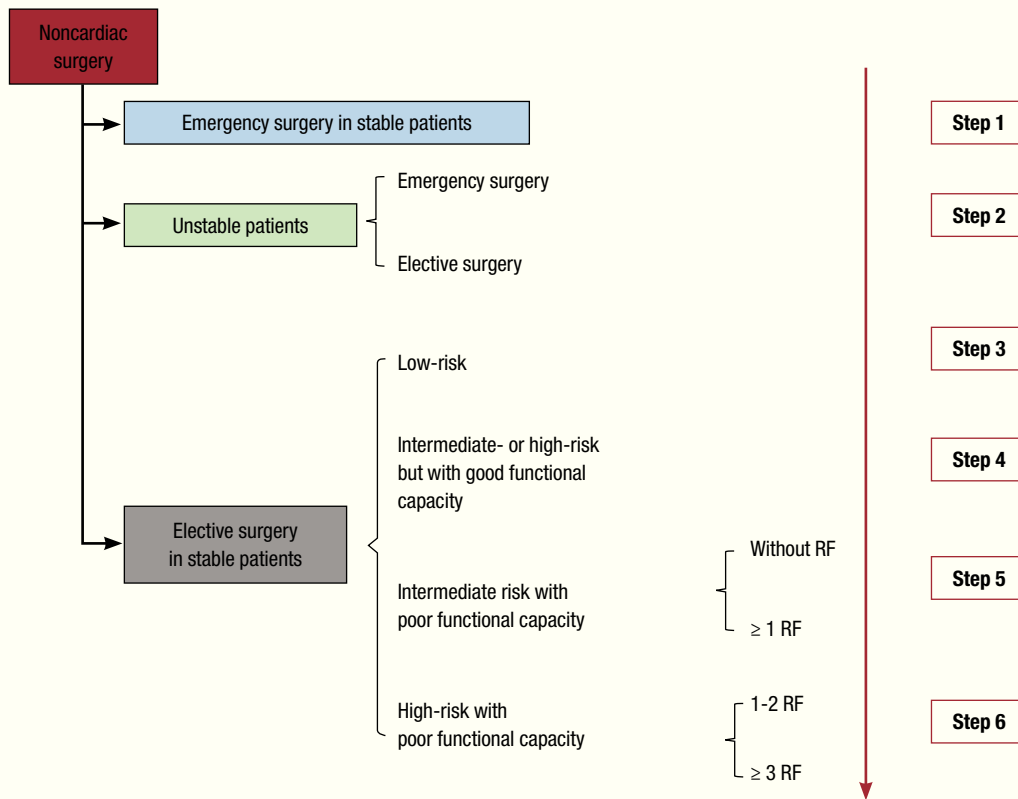 Noncardiac
surgery
Emergency surgery in stable patients
Step 1
Unstable patients
Emergency surgery
Elective surgery
Step 2
Elective surgery
in stable patients
Low-risk
Step 3
Intermediate- or high-risk
but with good functional
capacity
Step 4
Intermediate risk with
poor functional capacity
Without RF
≥ 1 RF
Step 5
High-risk with
poor functional capacity
1-2 RF
≥ 3 RF
Step 6